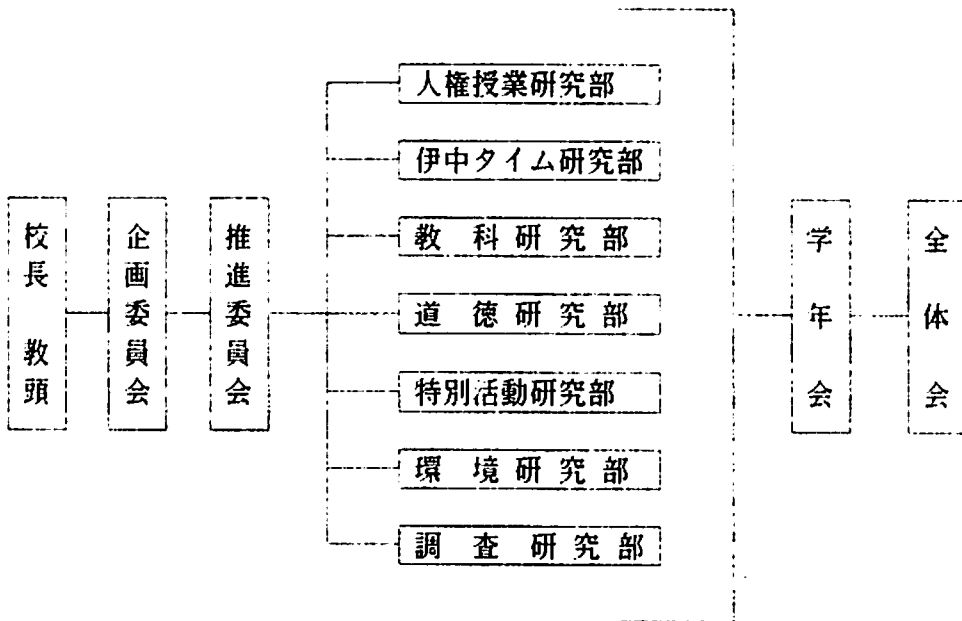 校長 教頭
企画委員会
推進委員会
人権授業研究部
伊中タイム研究部
教科研究部
道徳研究部
特別活動研究部
環境研究部
調査研究部
学年会
全体会